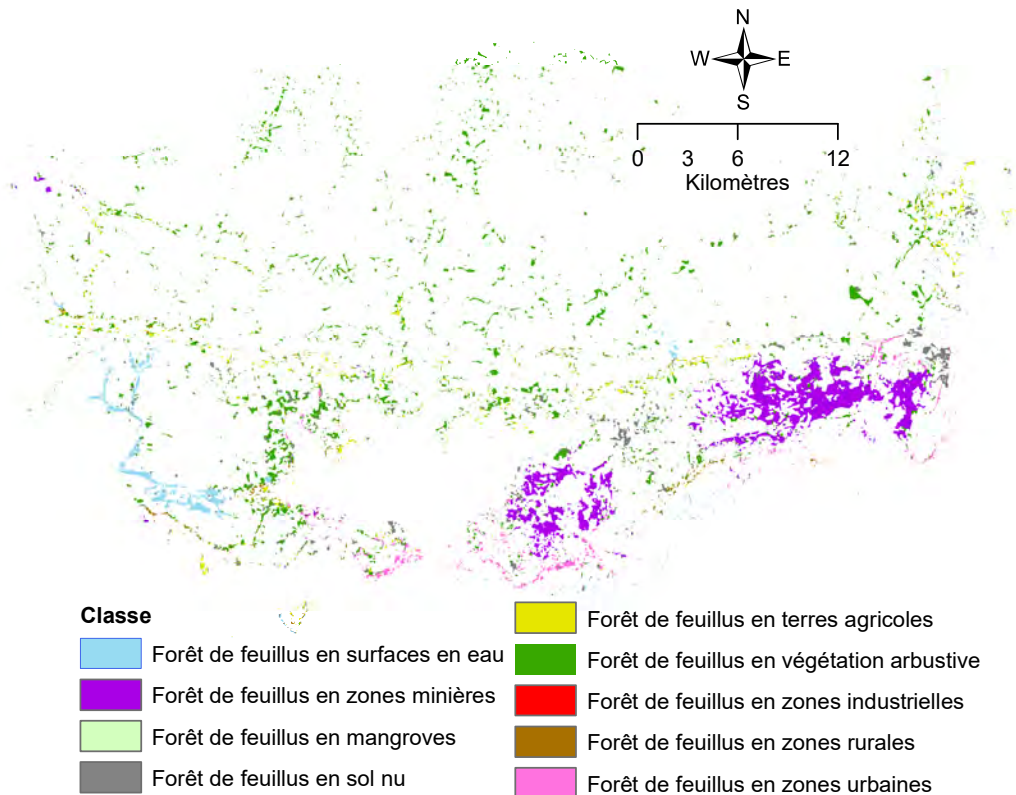 N
W E
S
0 3 6 12
Kilomètres
Classe
Forêt de feuillus en surfaces en eau
Forêt de feuillus en zones minières
Forêt de feuillus en mangroves
Forêt de feuillus en sol nu
Forêt de feuillus en terres agricoles
Forêt de feuillus en végétation arbustive
Forêt de feuillus en zones industrielles
Forêt de feuillus en zones rurales
Forêt de feuillus en zones urbaines